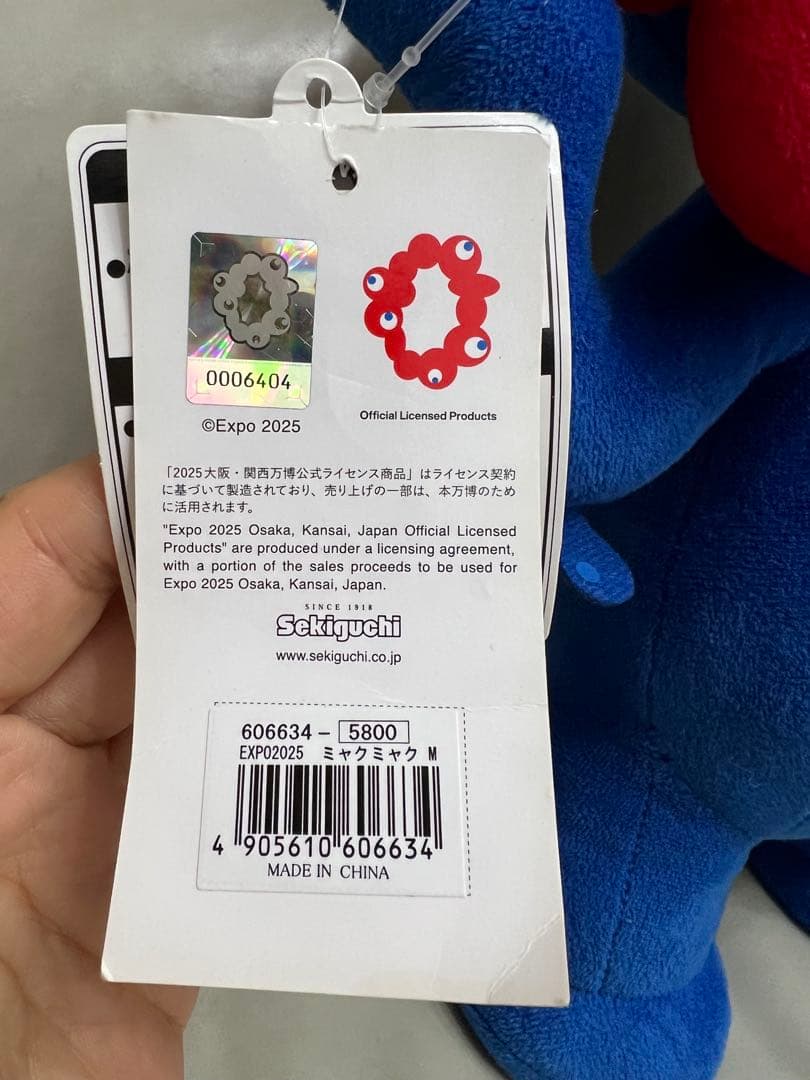 0006404
©Expo 2025
Official Licensed Products
「2025大阪・関西万博公式ライセンス商品」はライセンス契約
に基づいて製造されており、売り上げの一部は、本万博のため
に活用されます。
"Expo 2025 Osaka, Kansai, Japan Official Licensed
Products" are produced under a licensing agreement,
with a portion of the sales proceeds to be used for
Expo 2025 Osaka, Kansai, Japan.
SINCE 1918
Sekiguchi
www.sekiguchi.co.jp
606634- 5800
EXPO2025 ミャクミャク M
4 905610 606634
MADE IN CHINA